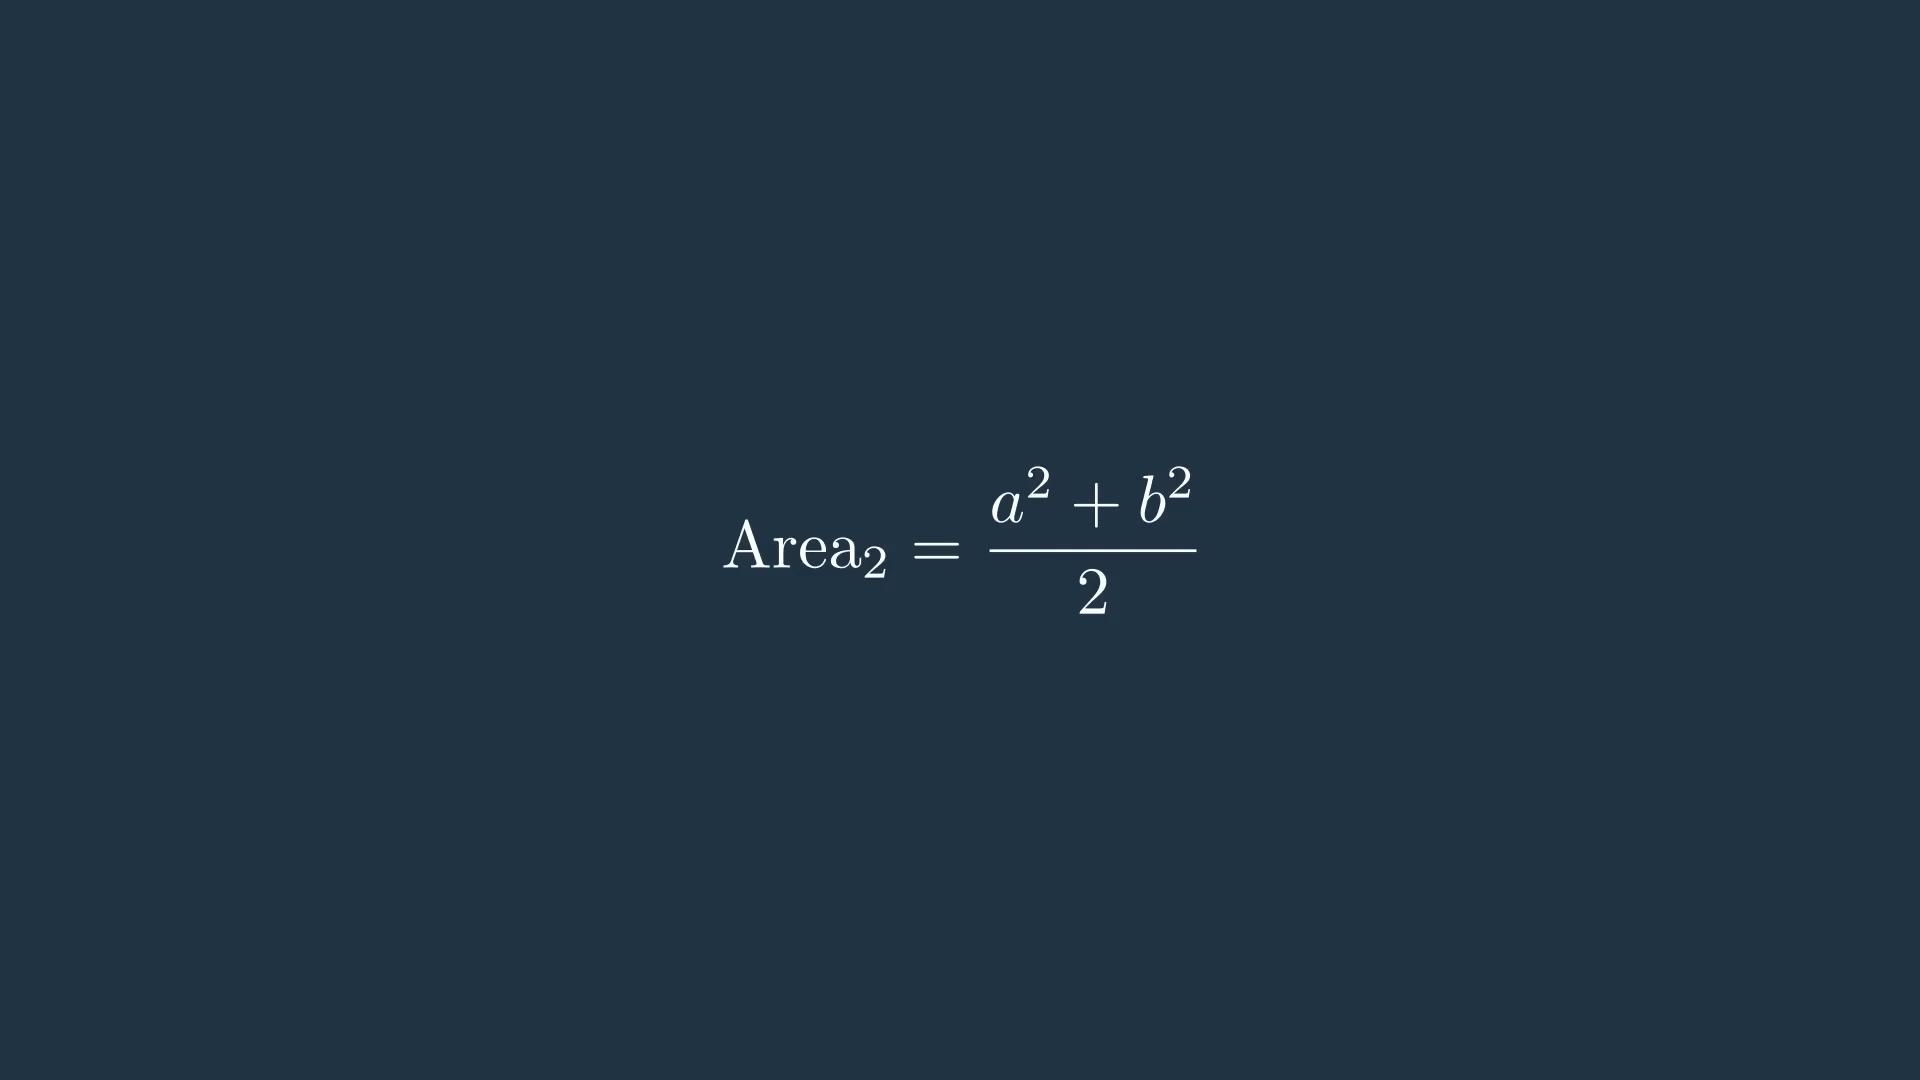 Area₂ = (a² + b²)/2